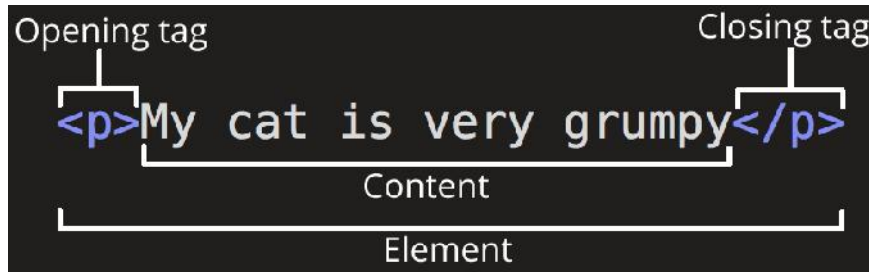 Opening tag
Closing tag
<p>My cat is very grumpy</p>
Content
Element